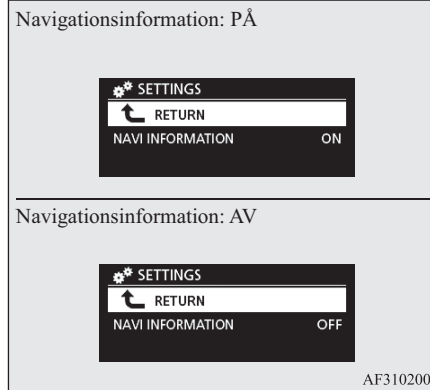 Navigationsinformation: PÅ
SETTINGS
RETURN
NAVI INFORMATION ON
Navigationsinformation: AV
SETTINGS
RETURN
NAVI INFORMATION OFF
AF310200